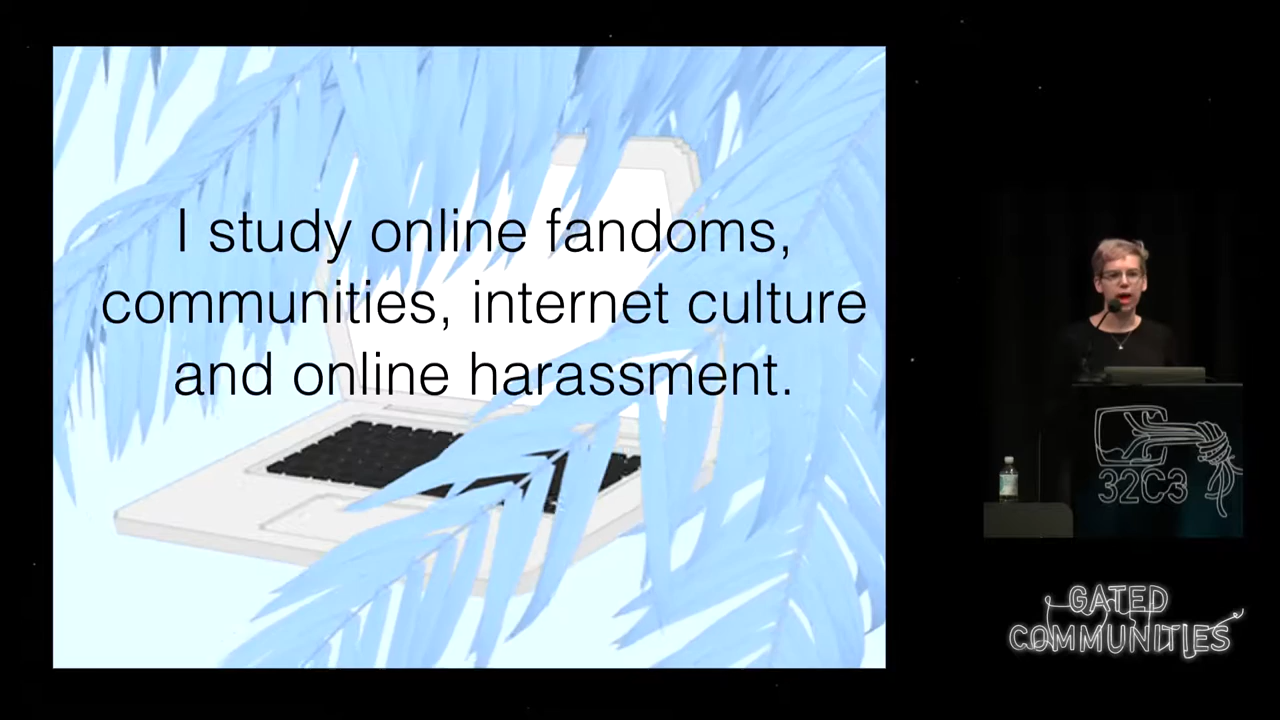 I study online fandoms,
communities, internet culture
and online harassment.
32C3
GATED
COMMUNITIES